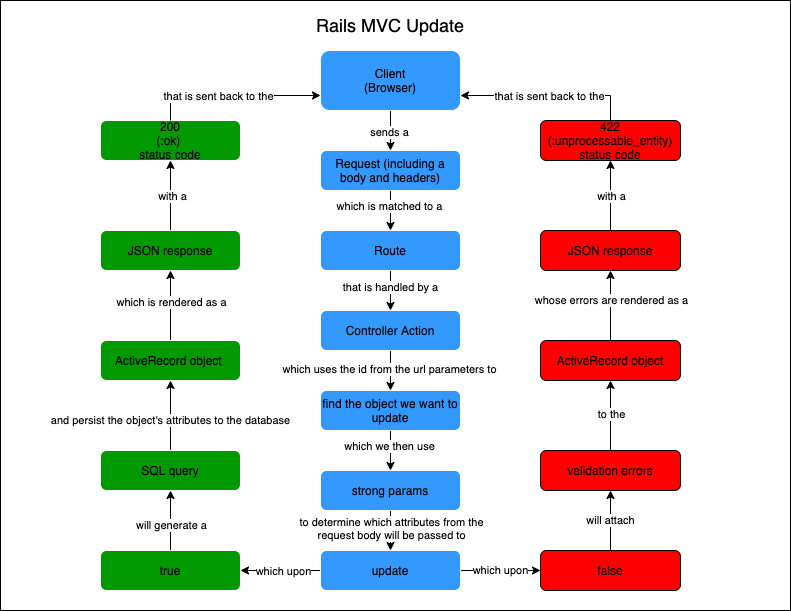 Rails MVC Update
Client
(Browser)
that is sent back to the
that is sent back to the
200
(:ok)
status code
sends a
422
(:unprocessable_entity)
status code
Request (including a
body and headers)
with a
which is matched to a
with a
JSON response
Route
JSON response
which is rendered as a
that is handled by a
whose errors are rendered as a
Controller Action
ActiveRecord object
which uses the id from the url parameters to
ActiveRecord object
find the object we want to
update
and persist the object's attributes to the database
to the
which we then use
SQL query
strong params
validation errors
will generate a
to determine which attributes from the
request body will be passed to
will attach
true
which upon
update
which upon
false